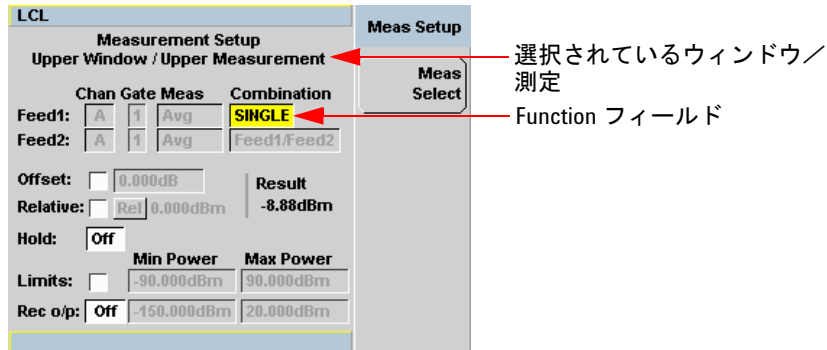 LCL
Meas Setup
Measurement Setup
Upper Window / Upper Measurement
選択されているウィンドウ／
測定
Meas
Select
Chan Gate Meas Combination
Feed1: A 1 Avg SINGLE
Function フィールド
Feed2: A 1 Avg Feed1/Feed2
Offset: 0.000dB Result
Relative: Rel 0.000dBm -8.88dBm
Hold: Off
Min Power Max Power
Limits: -90.000dBm 90.000dBm
Rec o/p: Off -150.000dBm 20.000dBm